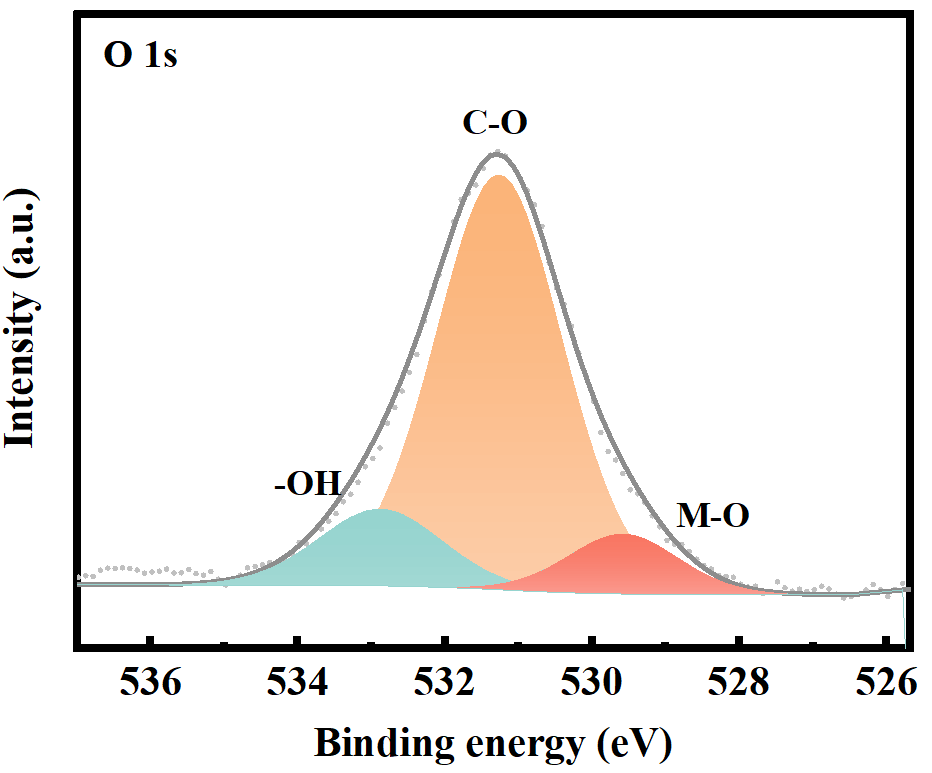 O 1s
C-O
-OH
M-O
Intensity (a.u.)
536 534 532 530 528 526
Binding energy (eV)